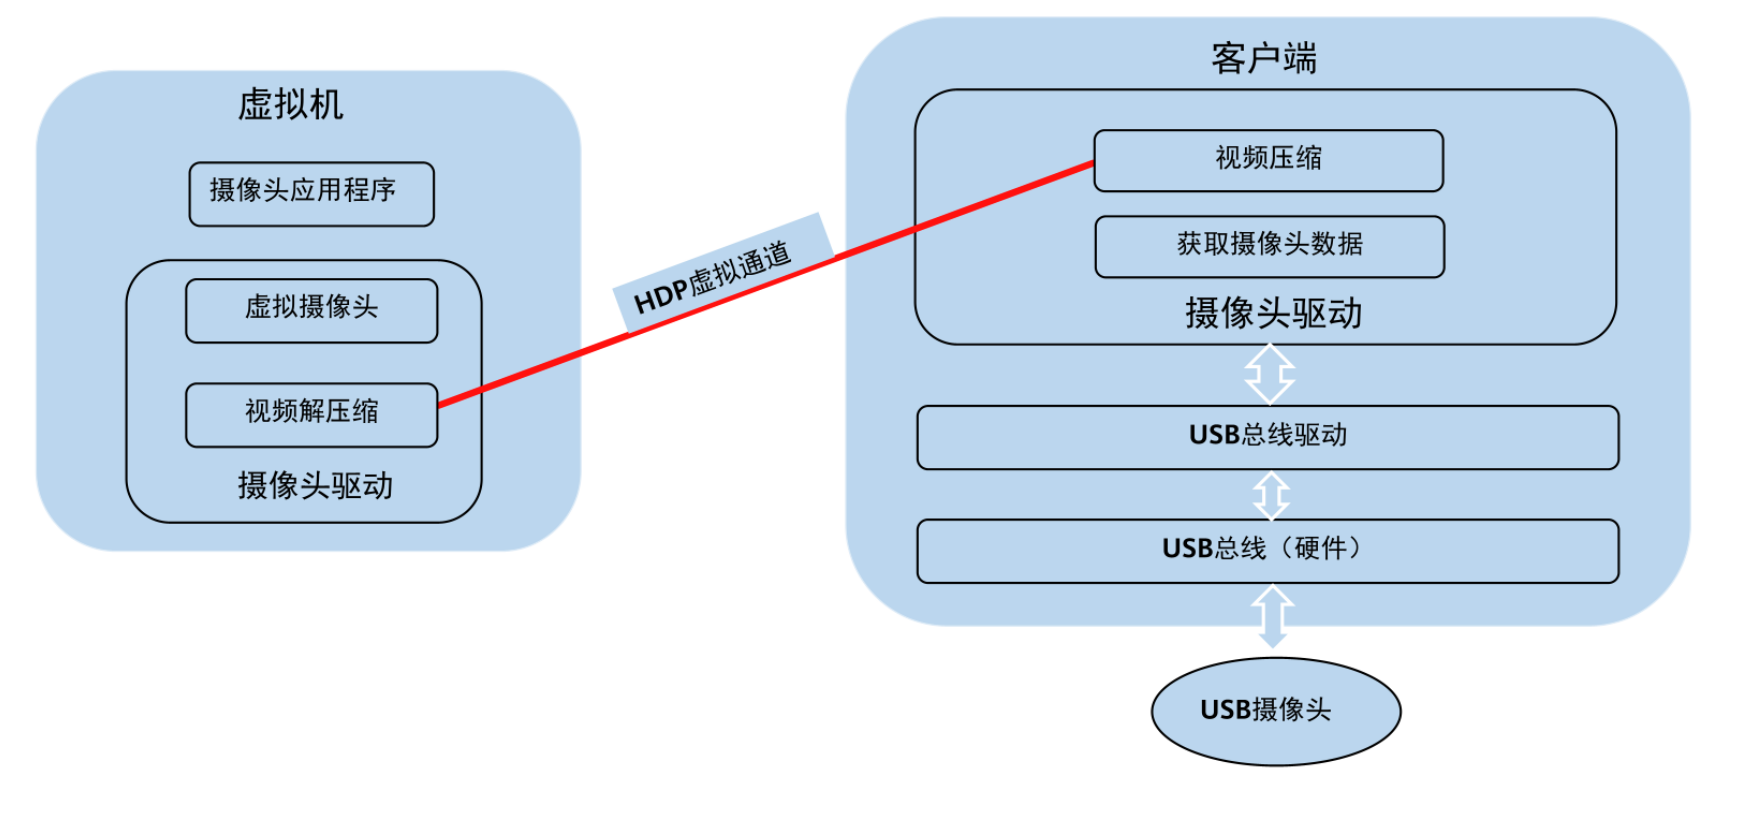 虚拟机
摄像头应用程序
虚拟摄像头
视频解压缩
摄像头驱动
HDP虚拟通道
客户端
视频压缩
获取摄像头数据
摄像头驱动
USB总线驱动
USB总线（硬件）
USB摄像头